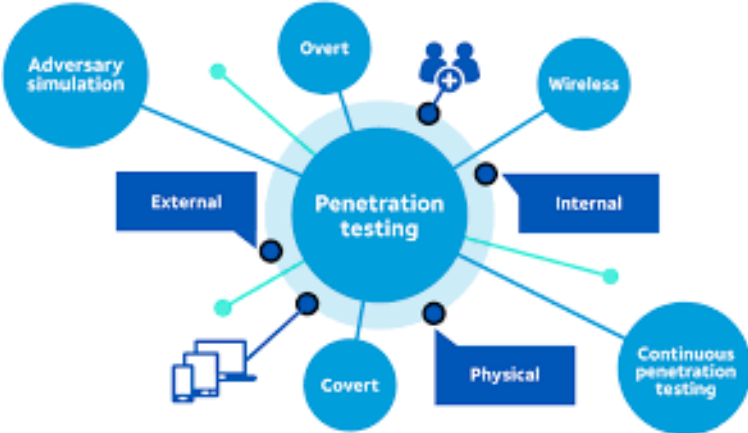 Adversary
simulation
Overt
Wireless
External
Penetration
testing
Internal
Covert
Physical
Continuous
penetration
testing